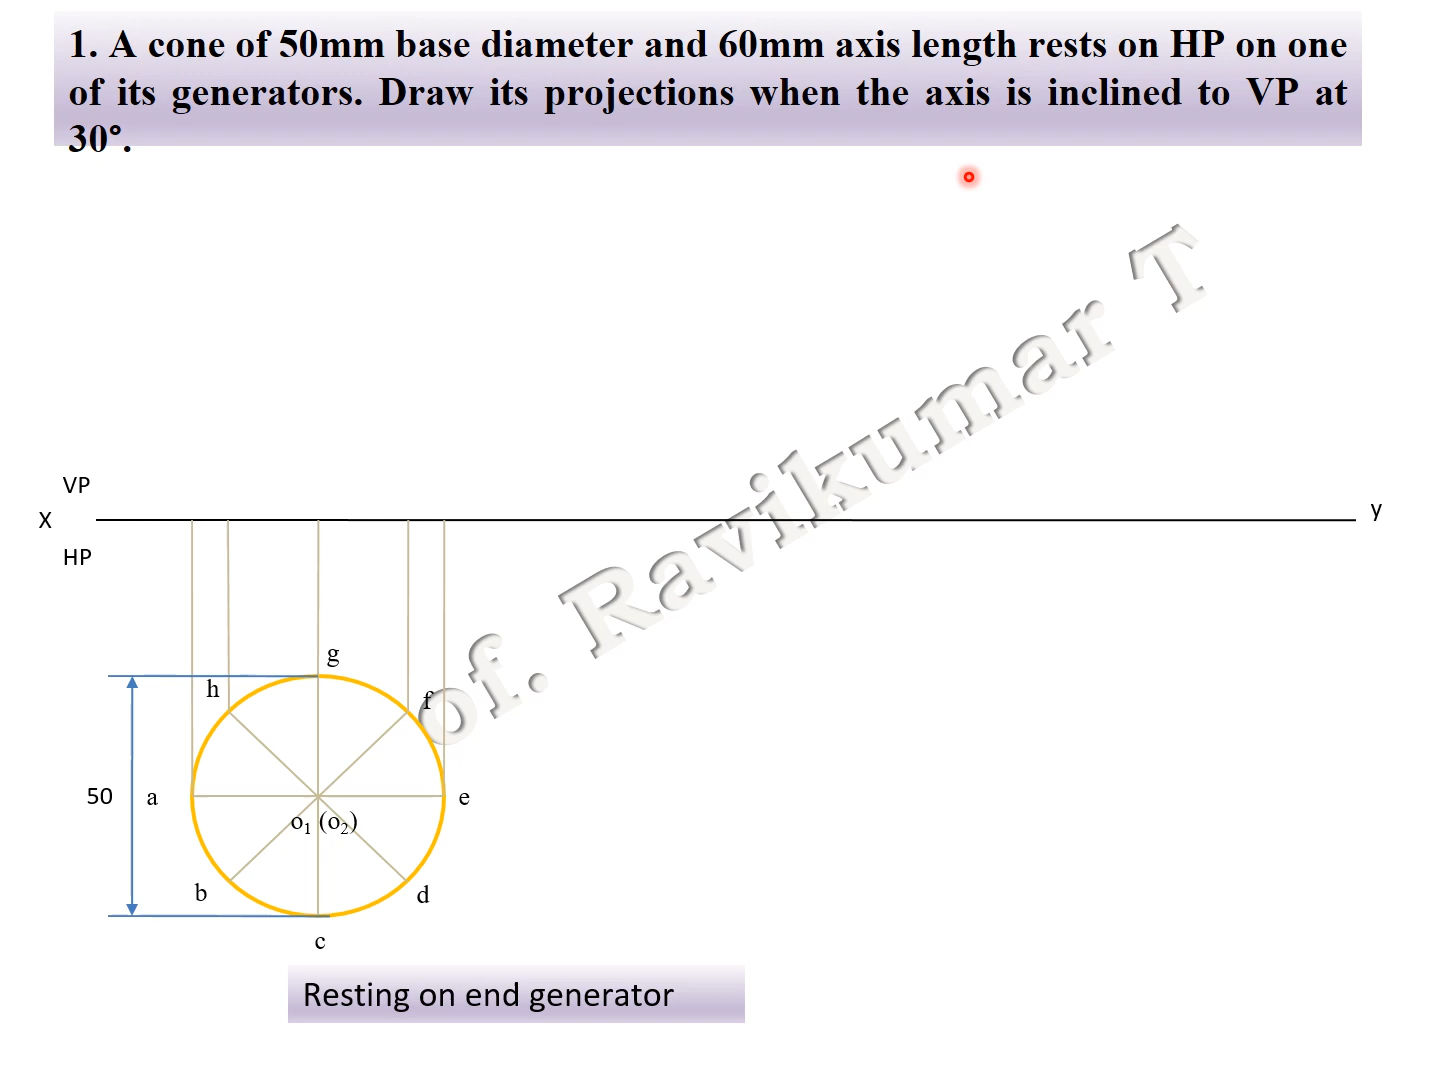 1. A cone of 50mm base diameter and 60mm axis length rests on HP on one
of its generators. Draw its projections when the axis is inclined to VP at
30°.
of. Ravikumar T
VP
X
y
HP
g
h
f
50
a
e
o₁ (o₂)
b
d
c
Resting on end generator